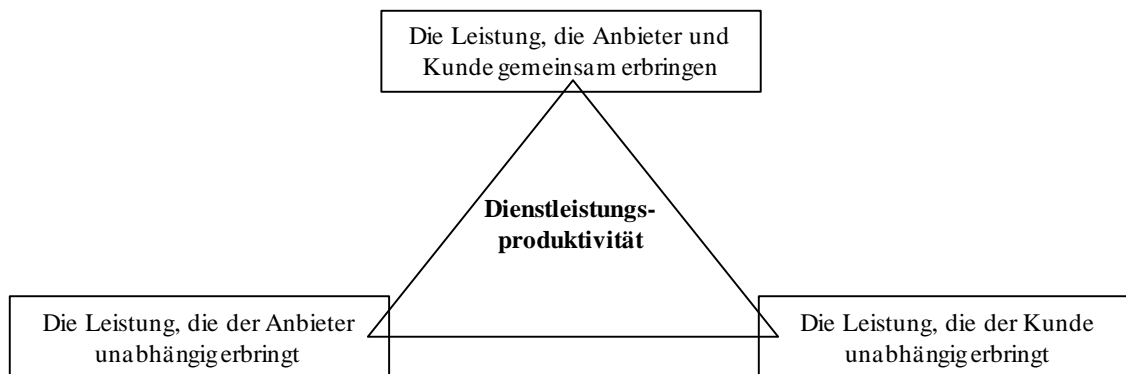 Die Leistung, die Anbieter und
Kunde gemeinsam erbringen
Dienstleistungs-
produktivität
Die Leistung, die der Anbieter
unabhängig erbringt
Die Leistung, die der Kunde
unabhängig erbringt